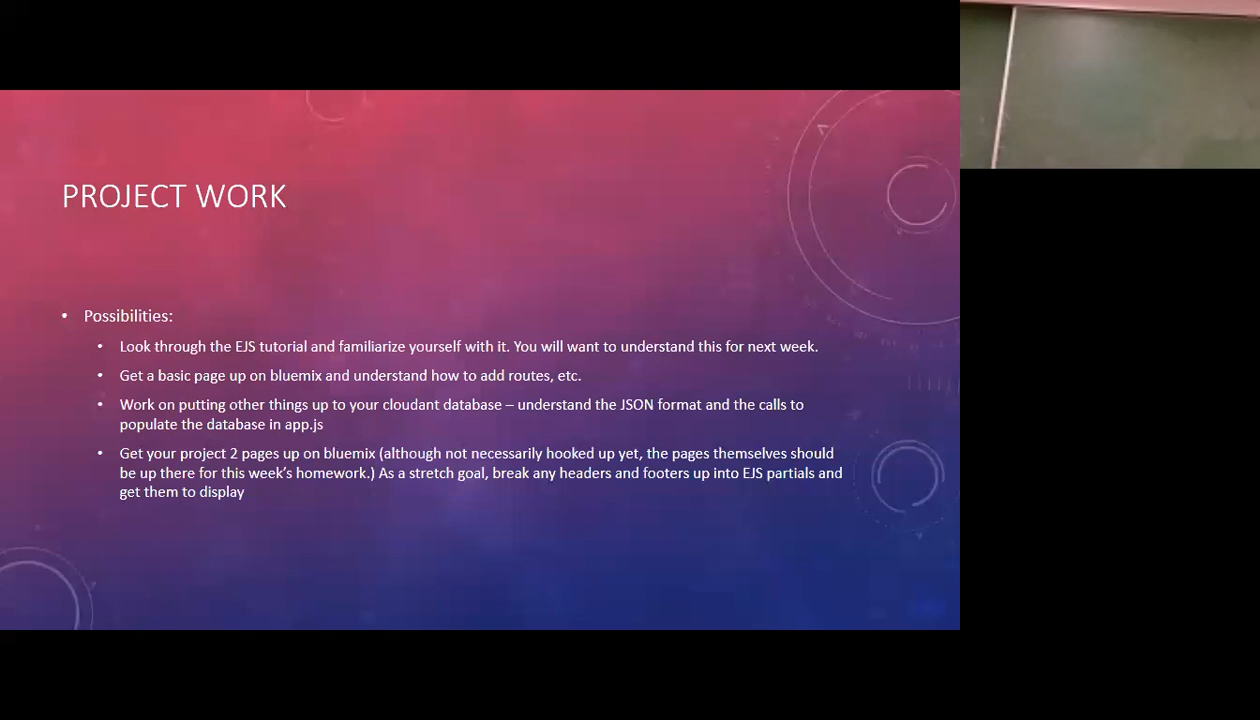 PROJECT WORK
• Possibilities:
• Look through the EJS tutorial and familiarize yourself with it. You will want to understand this for next week.
• Get a basic page up on bluemix and understand how to add routes, etc.
• Work on putting other things up to your cloudant database – understand the JSON format and the calls to
populate the database in app.js
• Get your project 2 pages up on bluemix (although not necessarily hooked up yet, the pages themselves should
be up there for this week's homework.) As a stretch goal, break any headers and footers up into EJS partials and
get them to display